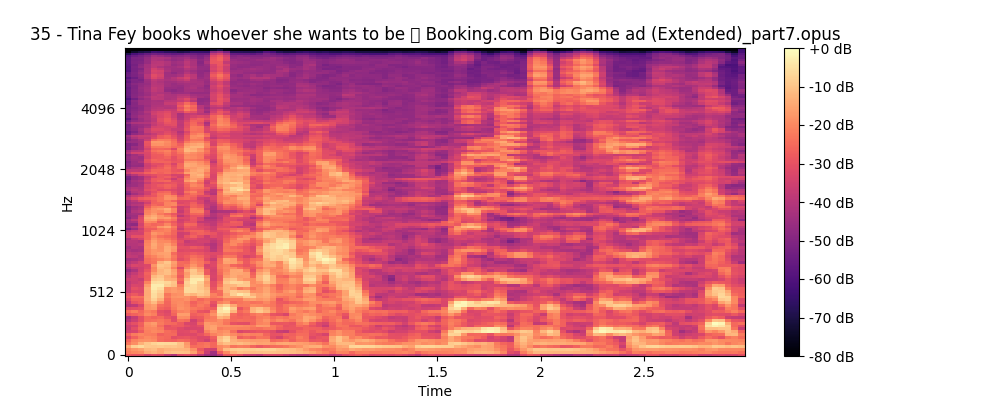 35 - Tina Fey books whoever she wants to be ▯ Booking.com Big Game ad (Extended)_part7.opus
Hz
4096
2048
1024
512
0
0
0.5
1
1.5
2
2.5
Time
+0 dB
-10 dB
-20 dB
-30 dB
-40 dB
-50 dB
-60 dB
-70 dB
-80 dB